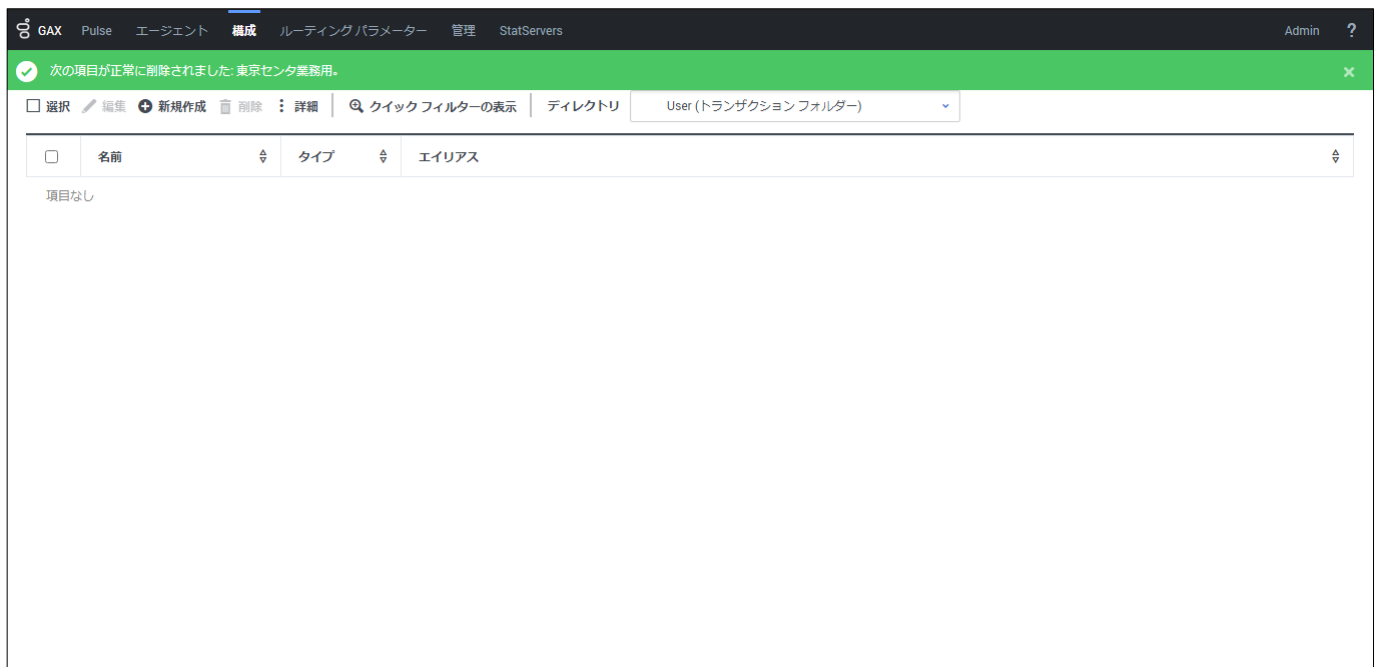 GAX Pulse エージェント 構成 ルーティング パラメーター 管理 StatServers Admin ?
次の項目が正常に削除されました: 東京センタ業務用。
選択 編集 新規作成 削除 詳細 クイック フィルターの表示 ディレクトリ User (トランザクション フォルダー)
名前 タイプ エイリアス
項目なし